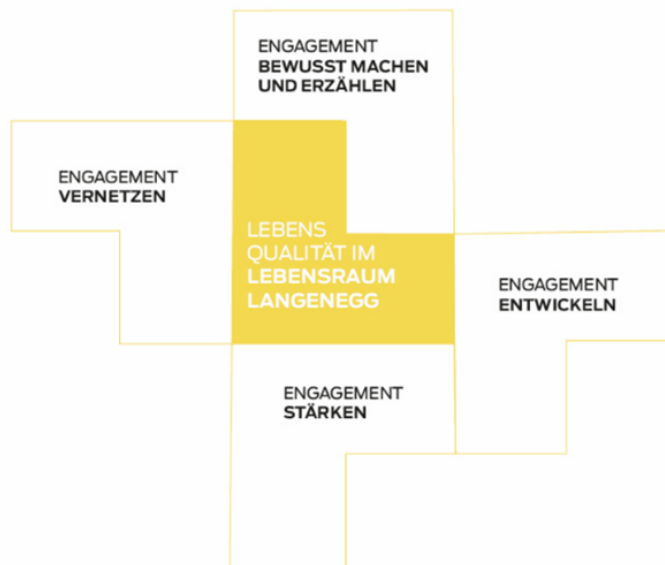 ENGAGEMENT
BEWUSST MACHEN
UND ERZÄHLEN
ENGAGEMENT
VERNETZEN
LEBENS
QUALITÄT IM
LEBENSRAUM
LANGENEGG
ENGAGEMENT
ENTWICKELN
ENGAGEMENT
STÄRKEN